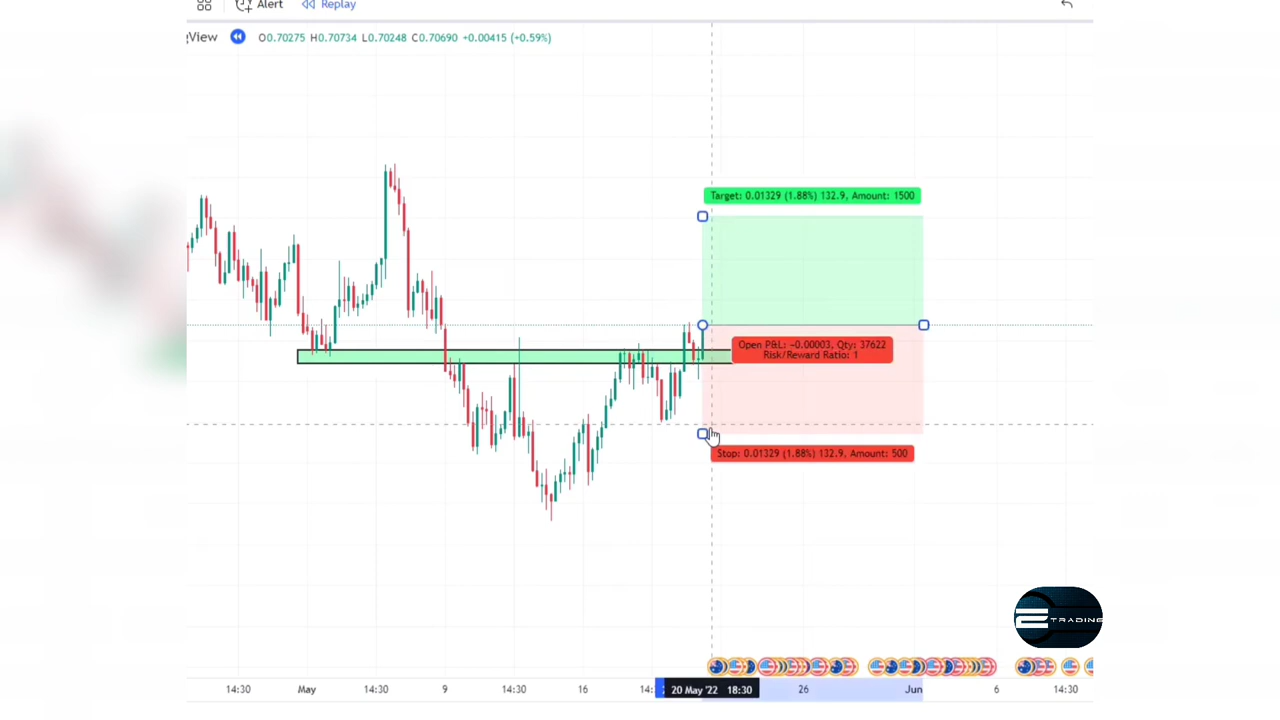 Alert
Replay
View
O0.70275 H0.70734 L0.70248 C0.70690 +0.00415 (+0.59%)
Target: 0.01329 (1.88%) 132.9, Amount: 1500
Open P&L: −0.00003, Qty: 37622
Risk/Reward Ratio: 1
Stop: 0.01329 (1.88%) 132.9, Amount: 500
TRADING
14:30 May 14:30 9 14:30 16 14: 20 May '22 18:30 26 Jun 6 14:30